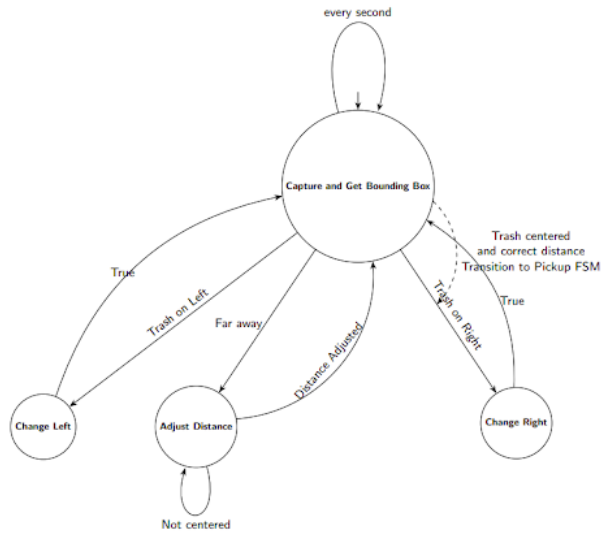 every second
Capture and Get Bounding Box
Trash centered
and correct distance
Transition to Pickup FSM
True
Trash on Left
Far away
Distance Adjusted
Trash on Right
True
Change Left
Adjust Distance
Change Right
Not centered